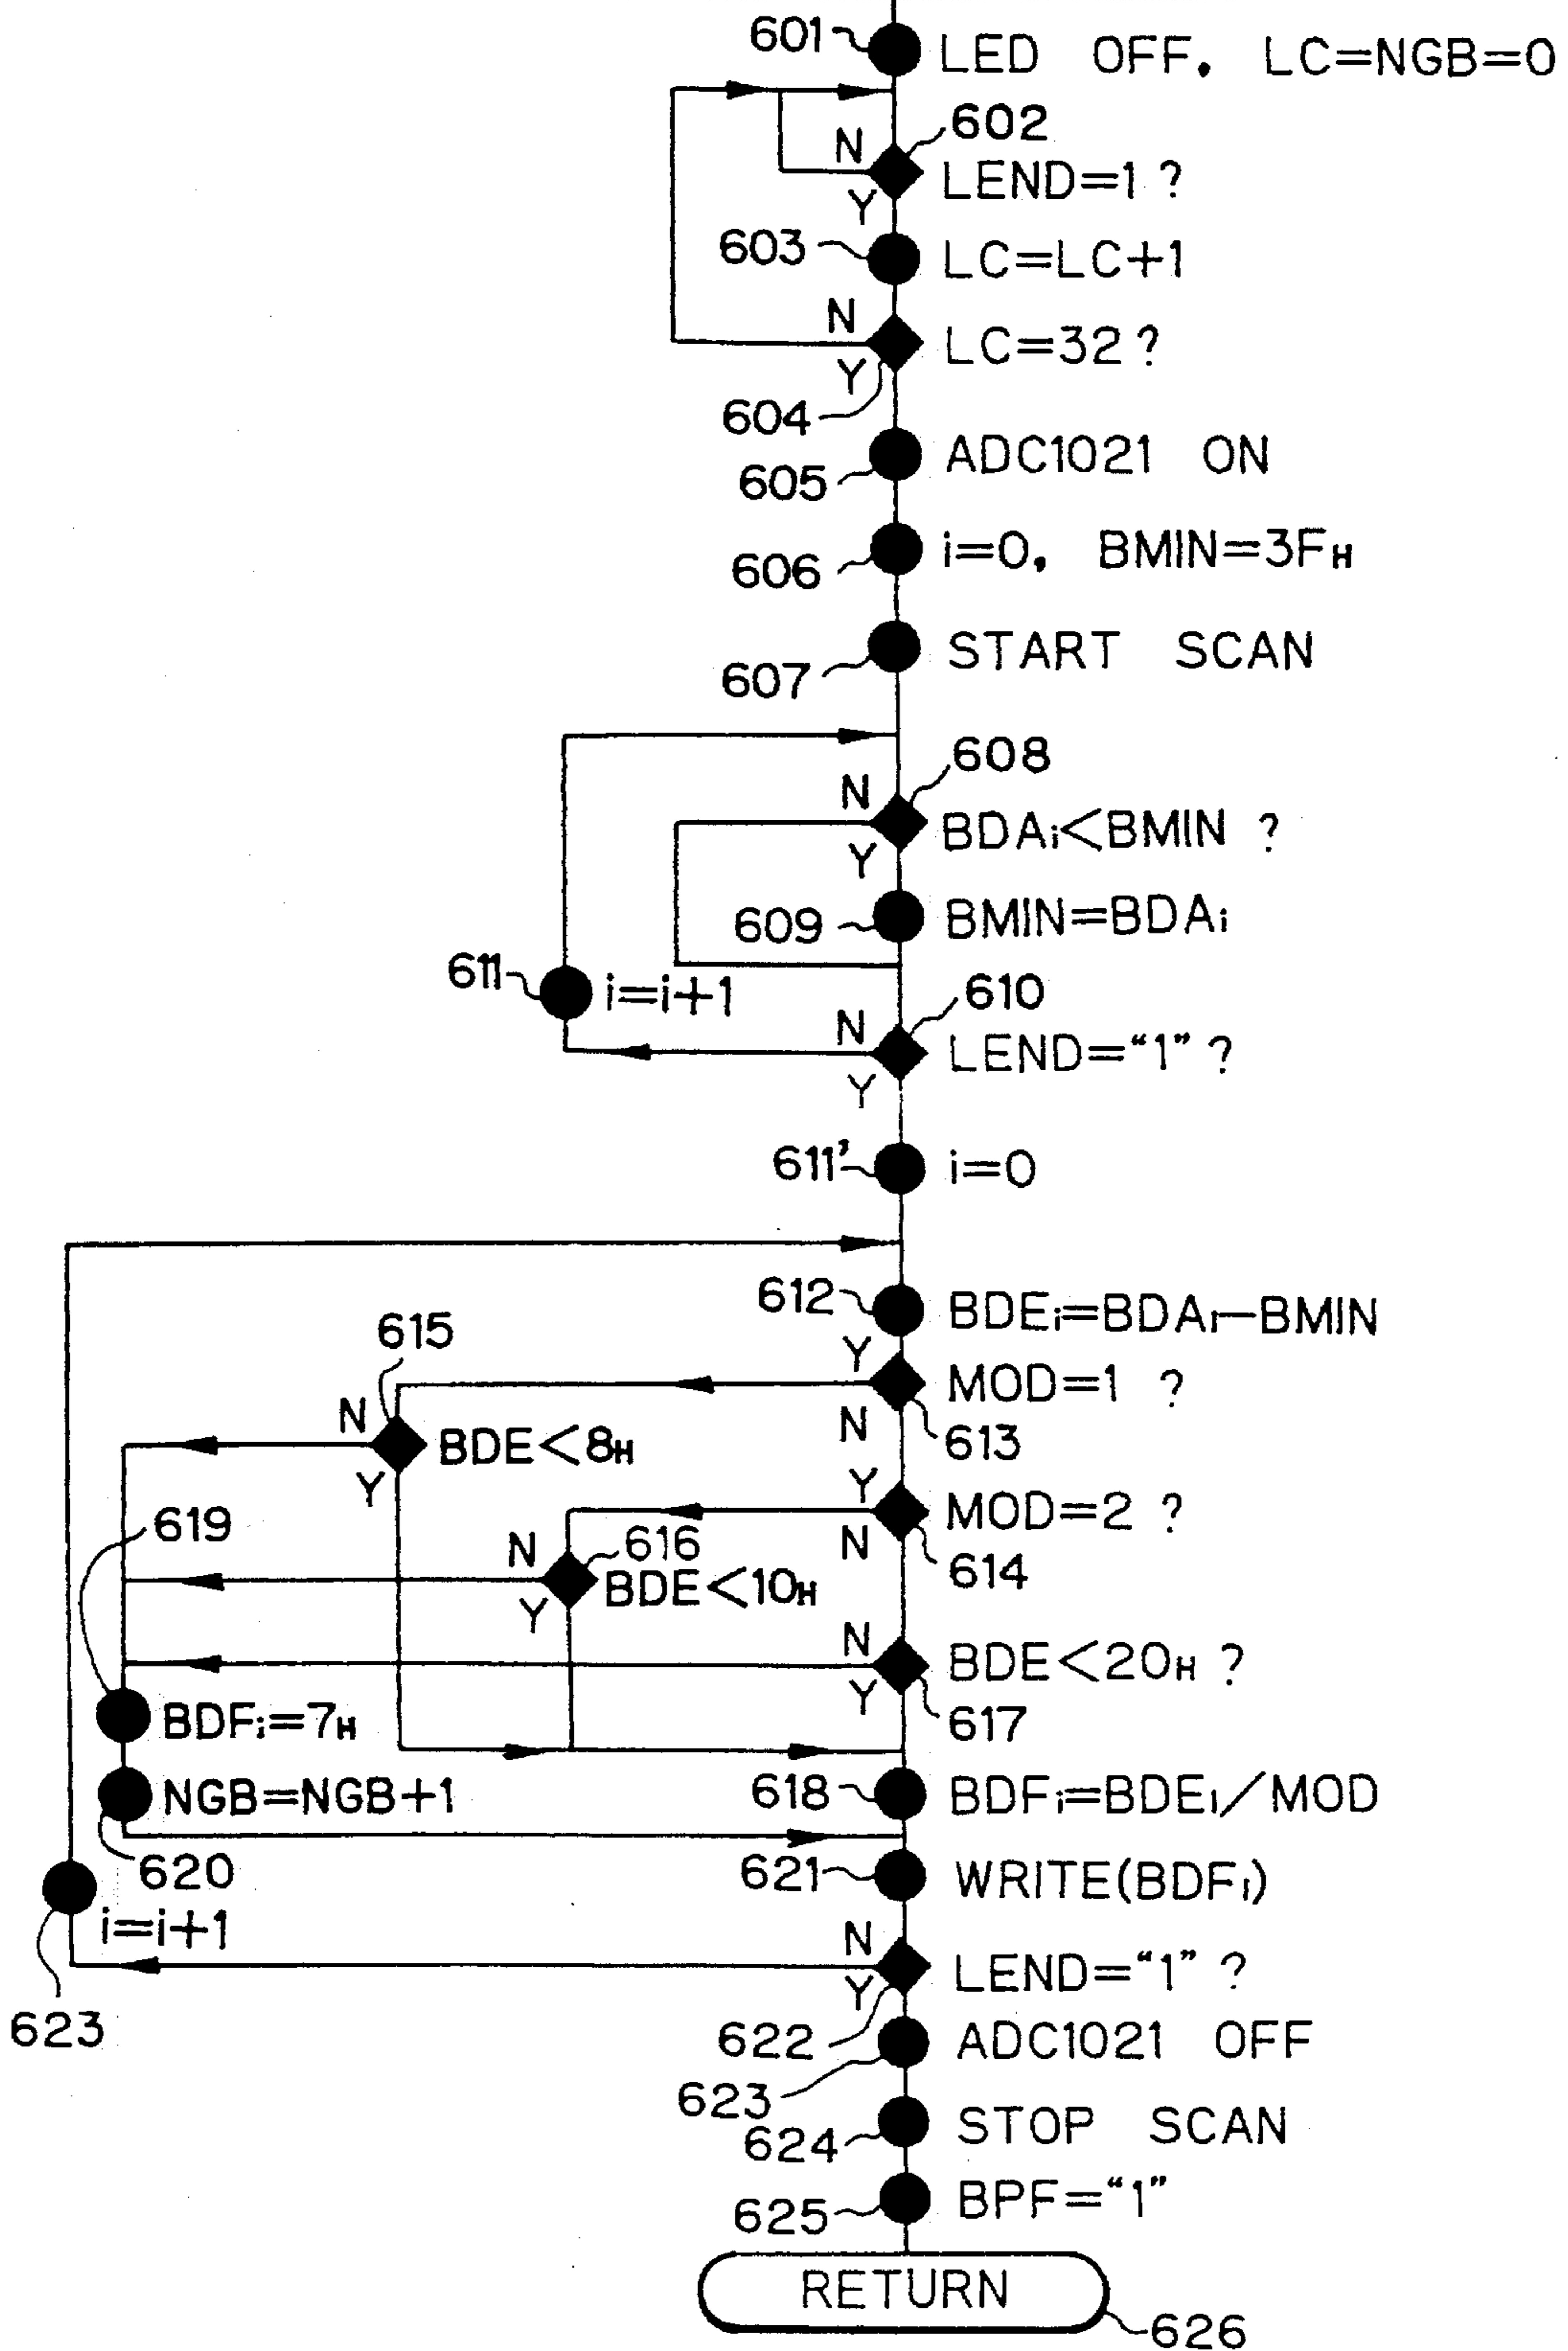 601 LED OFF, LC=NGB=0
602
N
LEND=1 ?
Y
603 LC=LC+1
N
LC=32 ?
Y
604
ADC1021 ON
605
i=0, BMIN=3FH
606
START SCAN
607
608
N
BDAi<BMIN ?
Y
609 BMIN=BDAi
611 i=i+1
610
N
LEND="1" ?
Y
611' i=0
612 BDEi=BDAi-BMIN
615
Y
MOD=1 ?
N
BDE<8H
N
613
Y
Y
MOD=2 ?
619
N
616
N
614
BDE<10H
Y
N
BDE<20H ?
Y
617
BDFi=7H
NGB=NGB+1
618 BDFi=BDEi/MOD
620
621 WRITE(BDFi)
i=i+1
N
LEND="1" ?
Y
623
622
ADC1021 OFF
623
STOP SCAN
624
BPF="1"
625
RETURN
626